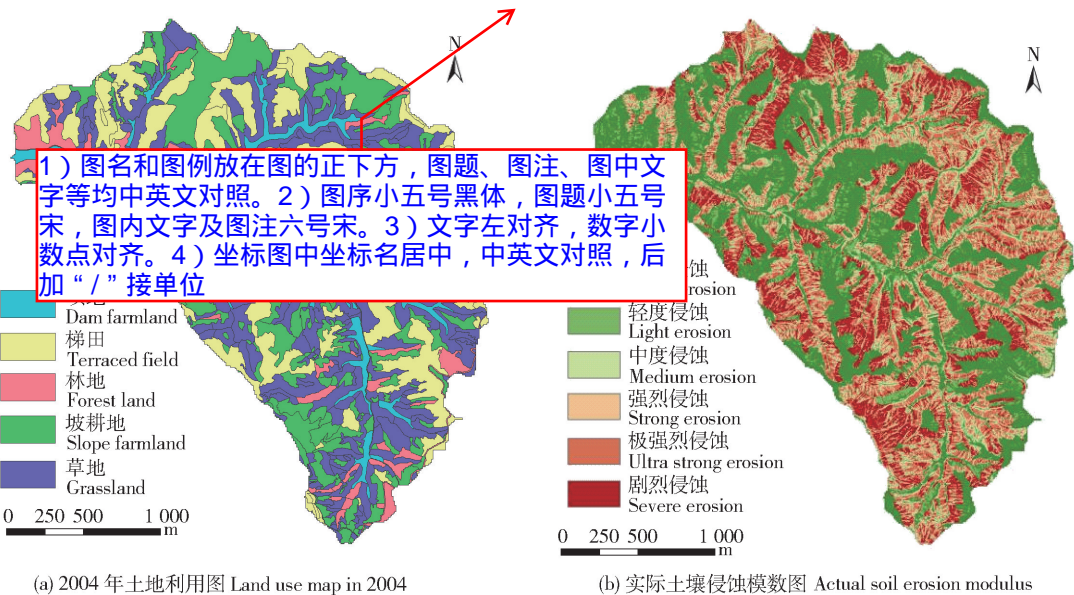 N
N
1）图名和图例放在图的正下方，图题、图注、图中文
字等均中英文对照。2）图序小五号黑体，图题小五号
宋，图内文字及图注六号宋。3）文字左对齐，数字小
数点对齐。4）坐标图中坐标名居中，中英文对照，后
加“/”接单位
Dam farmland
梯田
Terraced field
林地
Forest land
坡耕地
Slope farmland
草地
Grassland
0 250 500 1 000
m
(a) 2004 年土地利用图 Land use map in 2004
蚀
rosion
轻度侵蚀
Light erosion
中度侵蚀
Medium erosion
强烈侵蚀
Strong erosion
极强烈侵蚀
Ultra strong erosion
剧烈侵蚀
Severe erosion
0 250 500 1 000
m
(b) 实际土壤侵蚀模数图 Actual soil erosion modulus